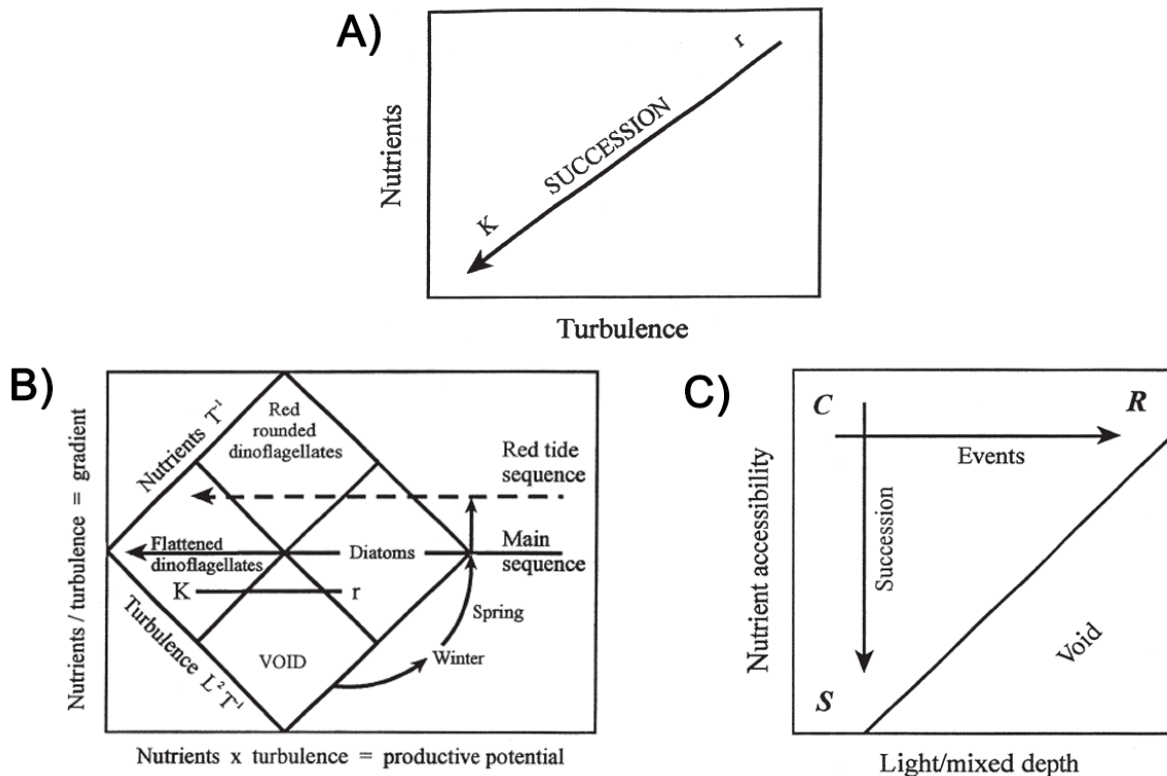 A)
Nutrients
r
SUCCESSION
K
Turbulence
B)
Nutrients / turbulence = gradient
Nutrients T⁻¹
Red
rounded
dinoflagellates
Red tide
sequence
Flattened
dinoflagellates
Diatoms
Main
sequence
K
r
Spring
Turbulence L² T⁻¹
VOID
Winter
Nutrients x turbulence = productive potential
C)
Nutrient accessibility
C
R
Events
Succession
Void
S
Light/mixed depth